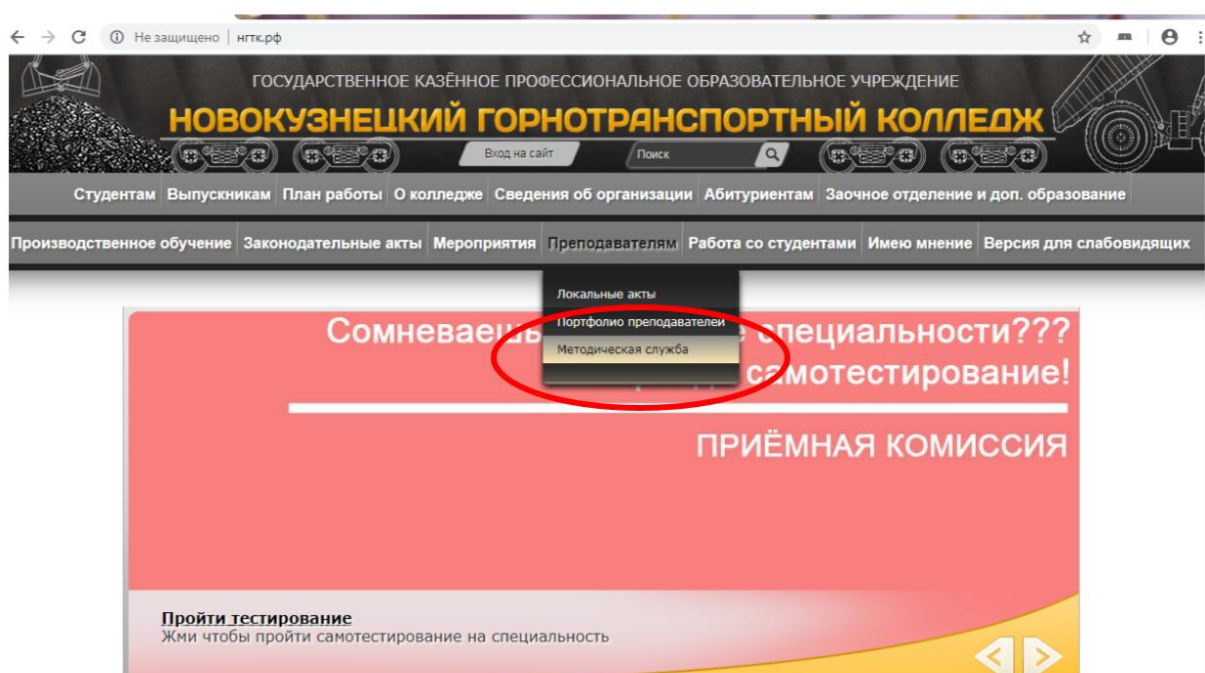 Не защищено | нгтк.рф
ГОСУДАРСТВЕННОЕ КАЗЁННОЕ ПРОФЕССИОНАЛЬНОЕ ОБРАЗОВАТЕЛЬНОЕ УЧРЕЖДЕНИЕ
НОВОКУЗНЕЦКИЙ ГОРНОТРАНСПОРТНЫЙ КОЛЛЕДЖ
Вход на сайт Поиск
Студентам Выпускникам План работы О колледже Сведения об организации Абитуриентам Заочное отделение и доп. образование
Производственное обучение Законодательные акты Мероприятия Преподавателям Работа со студентами Имею мнение Версия для слабовидящих
Локальные акты
Портфолио преподавателей
Методическая служба
специальности???
самотестирование!
ПРИЁМНАЯ КОМИССИЯ
Пройти тестирование
Жми чтобы пройти самотестирование на специальность